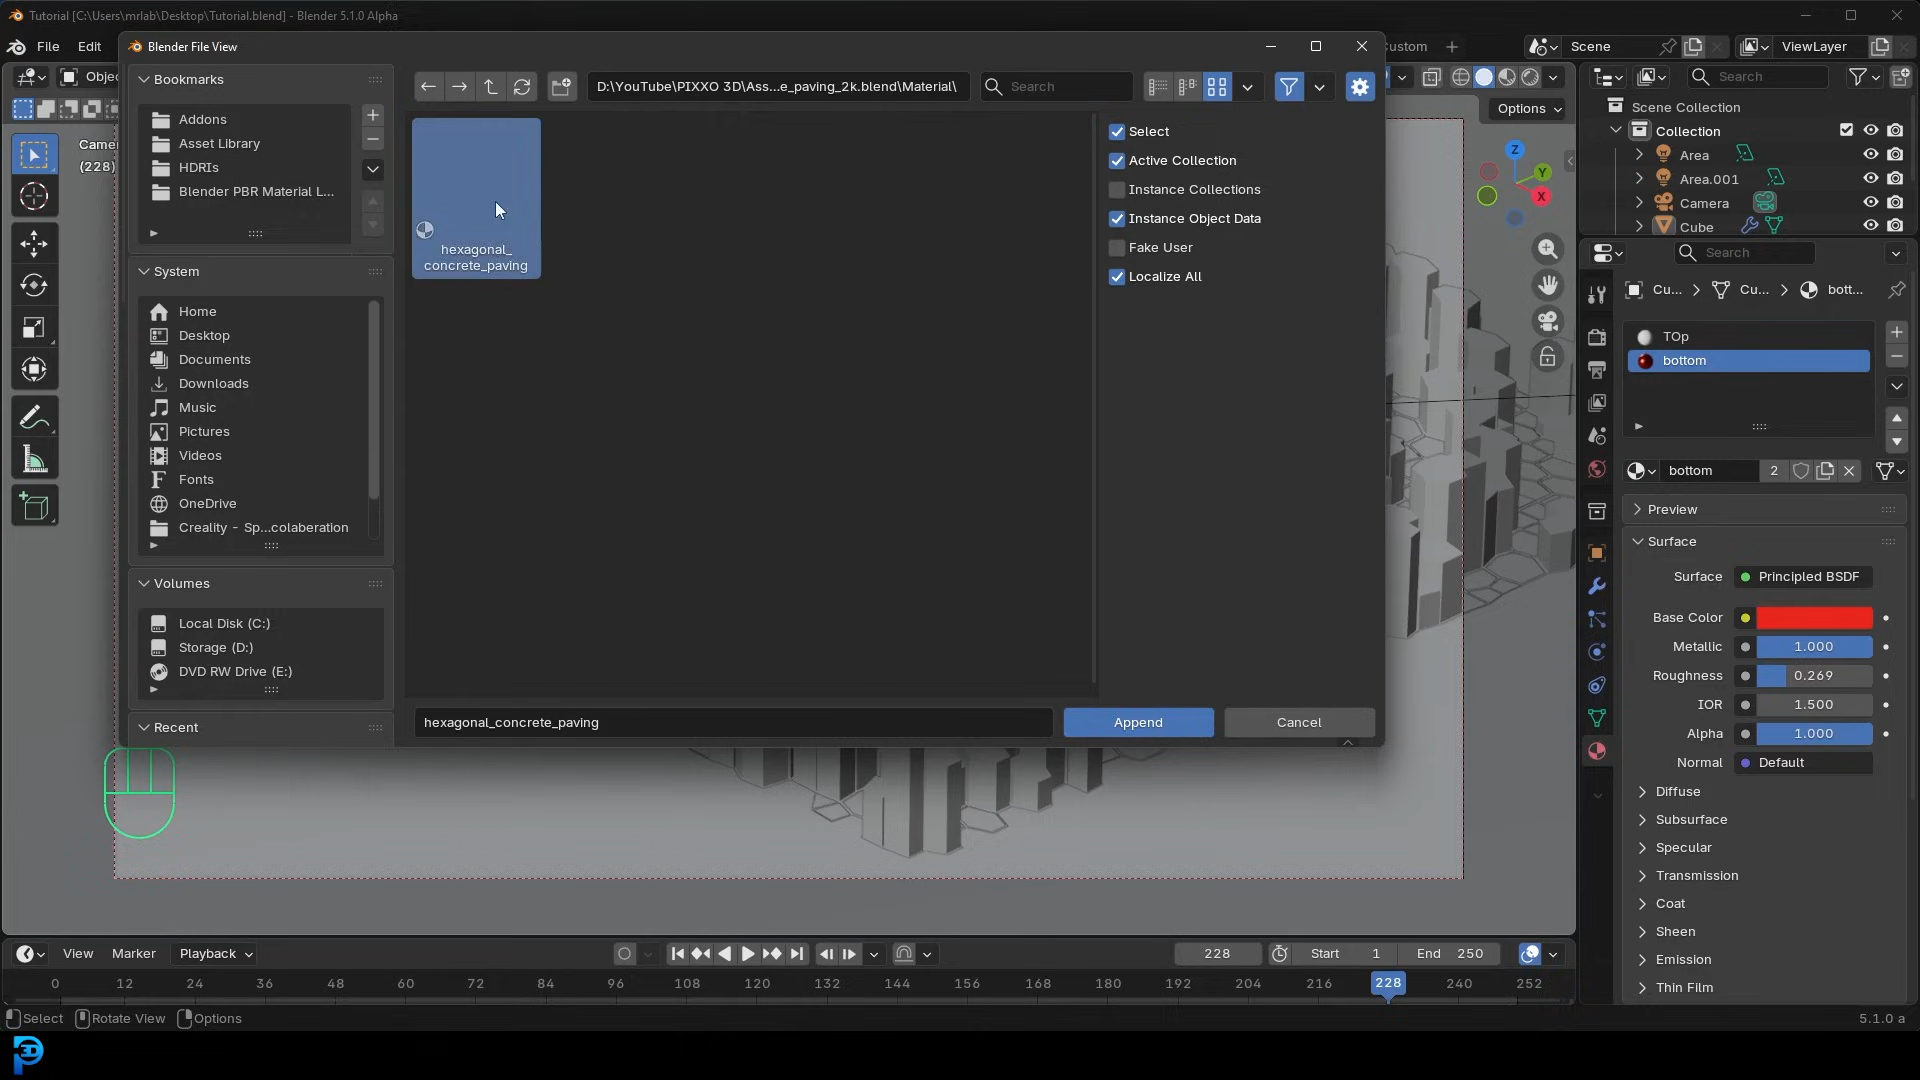 Tutorial [C:\Users\mrlab\Desktop\Tutorial.blend] - Blender 5.1.0 Alpha
File Edit
Blender File View
Custom
Scene
ViewLayer
Objec
Bookmarks
D:\YouTube\PIXXO 3D\Ass...e_paving_2k.blend\Material\
Search
Search
Options
Addons
Asset Library
HDRIs
Blender PBR Material L...
Came
(228)
hexagonal_
concrete_paving
Select
Active Collection
Instance Collections
Instance Object Data
Fake User
Localize All
Z
Y
X
Scene Collection
Collection
Area
Area.001
Camera
Cube
Search
System
Home
Desktop
Documents
Downloads
Music
Pictures
Videos
Fonts
OneDrive
Creality - Sp...colaberation
Cu... Cu... bott...
TOp
bottom
bottom 2
Preview
Surface
Surface Principled BSDF
Base Color
Metallic 1.000
Roughness 0.269
IOR 1.500
Alpha 1.000
Normal Default
Diffuse
Subsurface
Specular
Transmission
Coat
Sheen
Emission
Thin Film
Volumes
Local Disk (C:)
Storage (D:)
DVD RW Drive (E:)
Recent
hexagonal_concrete_paving
Append
Cancel
View Marker Playback
228
Start 1
End 250
0 12 24 36 48 60 72 84 96 108 120 132 144 156 168 180 192 204 216 228 240 252
Select Rotate View Options
5.1.0 a